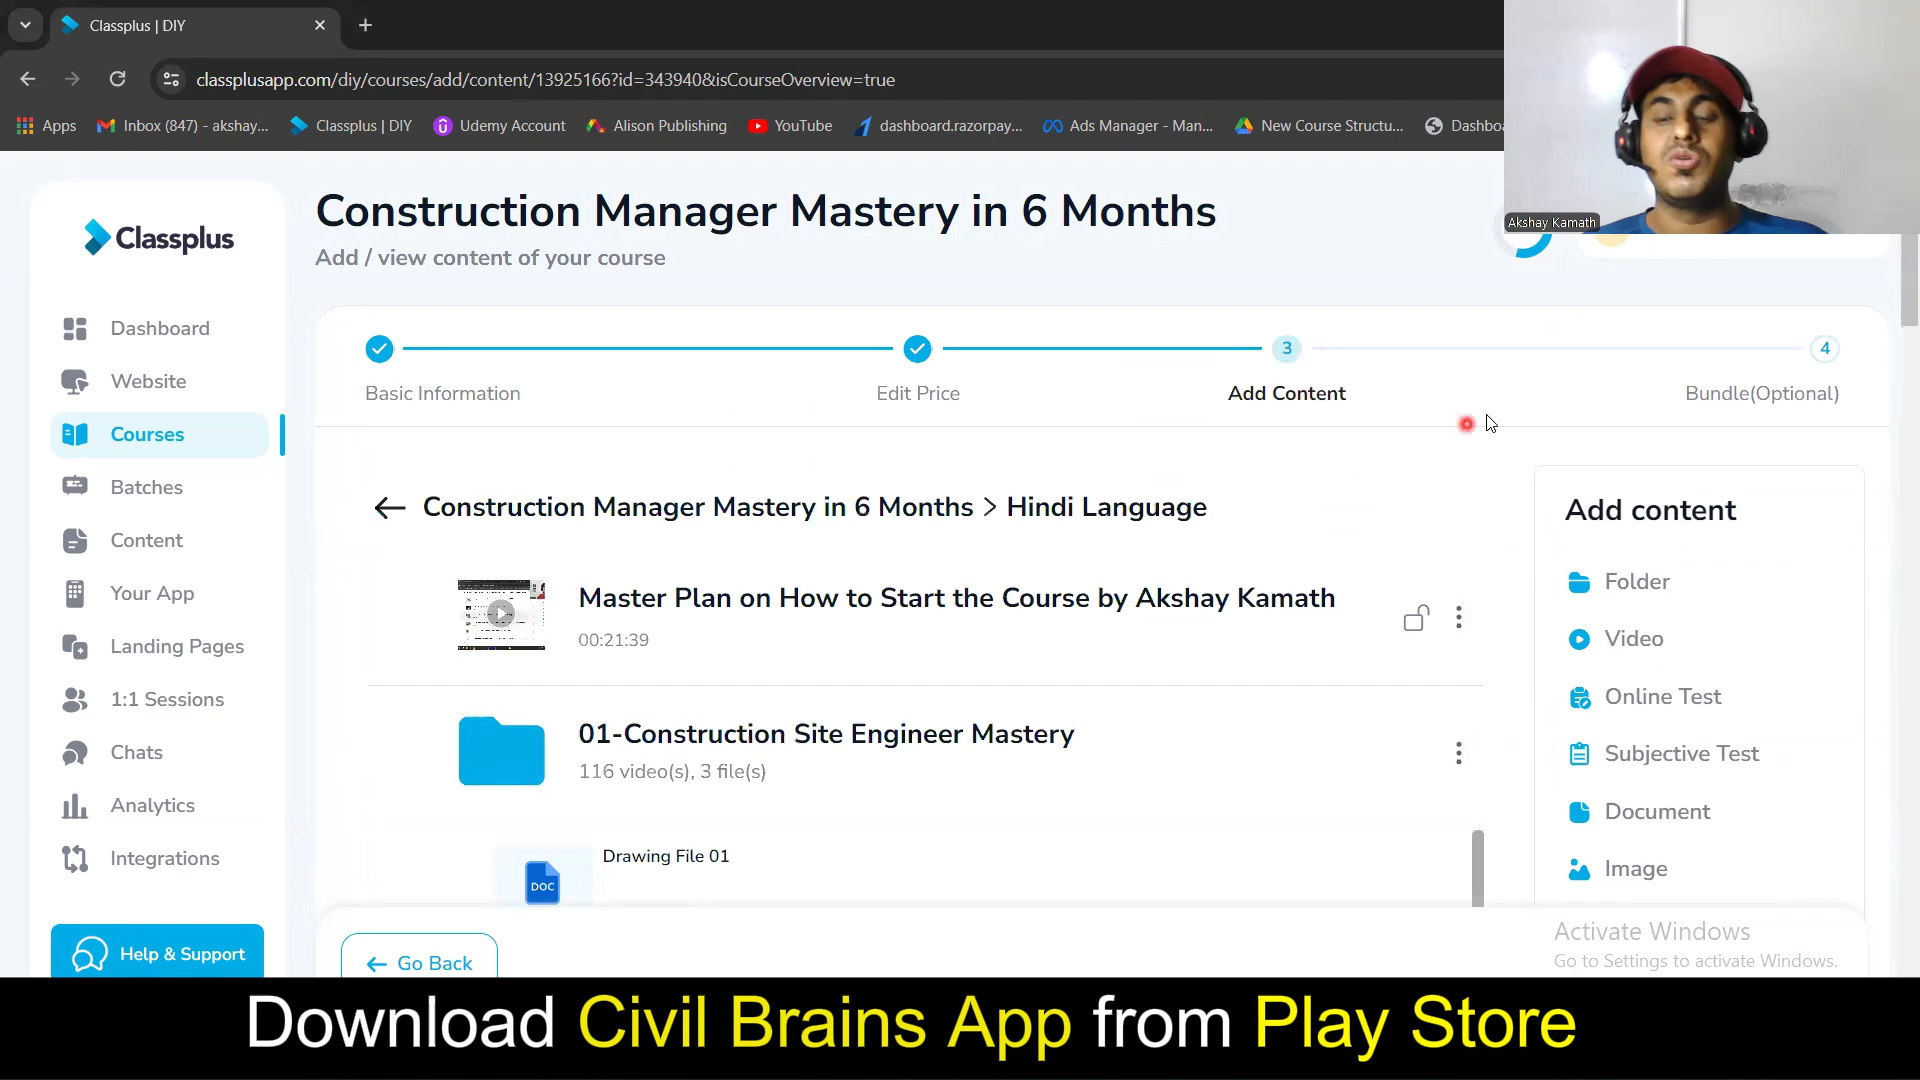 Classplus | DIY
classplusapp.com/diy/courses/add/content/13925166?id=343940&isCourseOverview=true
Apps
Inbox (847) - akshay...
Classplus | DIY
Udemy Account
Alison Publishing
YouTube
dashboard.razorpay...
Ads Manager - Man...
New Course Structu...
Dashbo
Akshay Kamath
Classplus
Dashboard
Website
Courses
Batches
Content
Your App
Landing Pages
1:1 Sessions
Chats
Analytics
Integrations
Help & Support
Construction Manager Mastery in 6 Months
Add / view content of your course
3
4
Basic Information
Edit Price
Add Content
Bundle(Optional)
Construction Manager Mastery in 6 Months > Hindi Language
Master Plan on How to Start the Course by Akshay Kamath
00:21:39
01-Construction Site Engineer Mastery
116 video(s), 3 file(s)
Drawing File 01
DOC
Go Back
Add content
Folder
Video
Online Test
Subjective Test
Document
Image
Activate Windows
Go to Settings to activate Windows.
Download Civil Brains App from Play Store